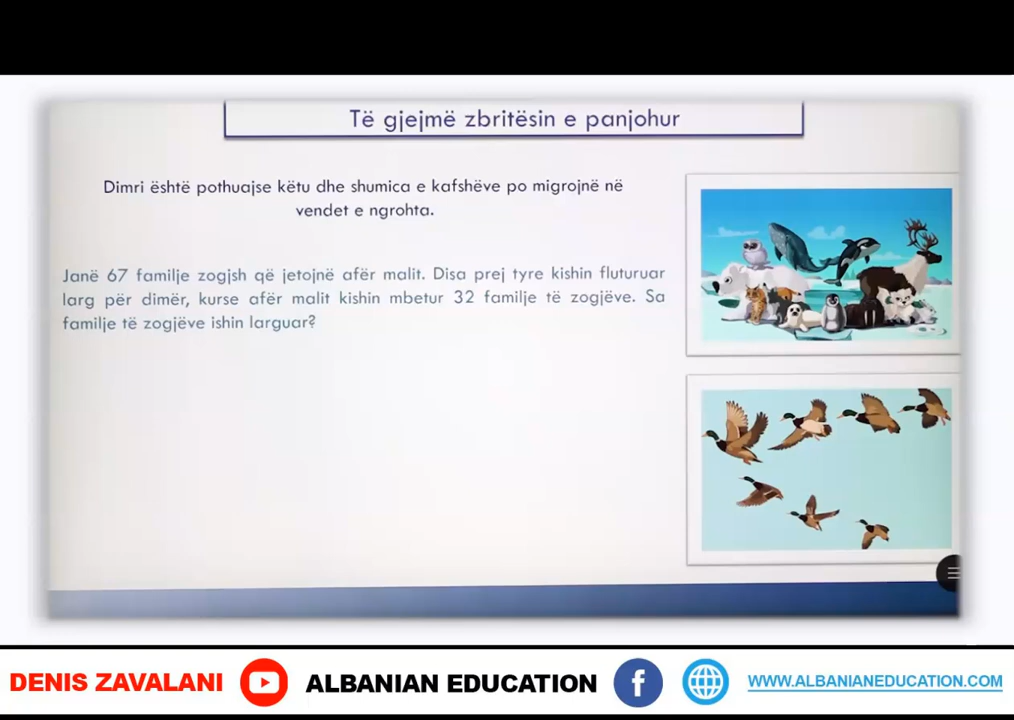 Të gjejmë zbritësin e panjohur
Dimri është pothuajse këtu dhe shumica e kafshëve po migrojnë në
vendet e ngrohta.
Janë 67 familje zogjsh që jetojnë afër malit. Disa prej tyre kishin fluturuar
larg për dimër, kurse afër malit kishin mbetur 32 familje të zogjëve. Sa
familje të zogjëve ishin larguar?
DENIS ZAVALANI
ALBANIAN EDUCATION
WWW.ALBANIANEDUCATION.COM